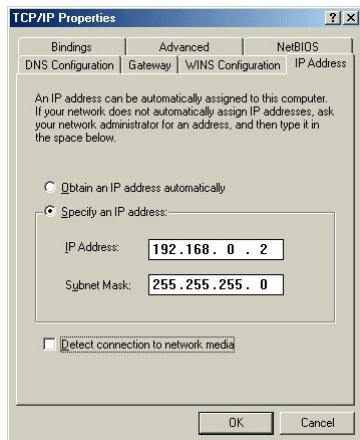 TCP/IP Properties ? x
Bindings Advanced NetBIOS
DNS Configuration Gateway WINS Configuration IP Address
An IP address can be automatically assigned to this computer.
If your network does not automatically assign IP addresses, ask
your network administrator for an address, and then type it in
the space below.
Obtain an IP address automatically
Specify an IP address:
IP Address: 192.168. 0 . 2
Subnet Mask: 255.255.255. 0
Detect connection to network media
OK Cancel